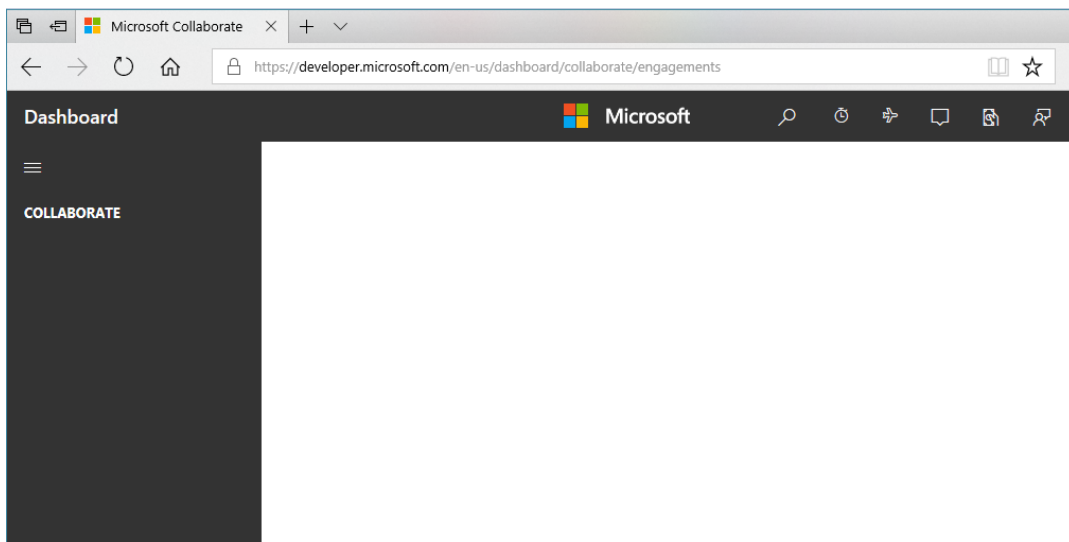 Microsoft Collaborate
https://developer.microsoft.com/en-us/dashboard/collaborate/engagements
Dashboard
Microsoft
COLLABORATE